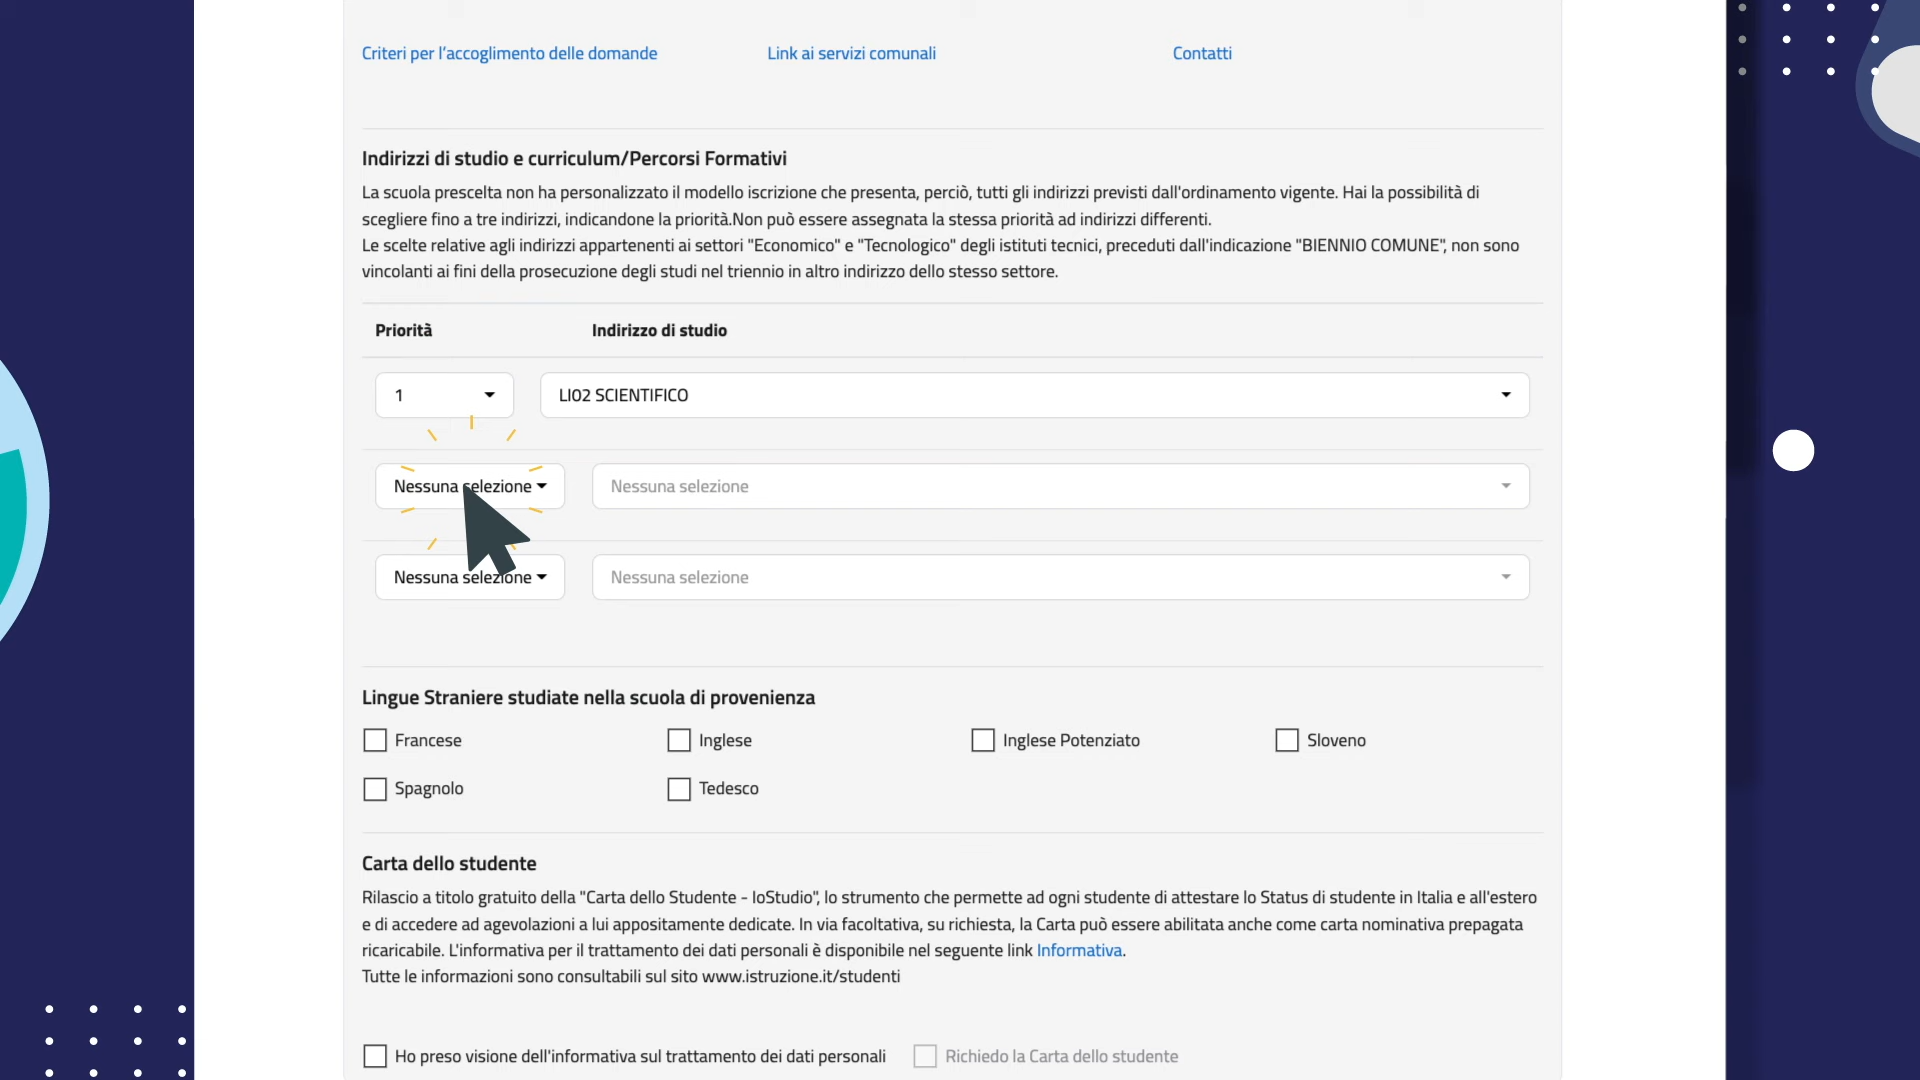 Criteri per l’accoglimento delle domande Link ai servizi comunali Contatti
Indirizzi di studio e curriculum/Percorsi Formativi
La scuola prescelta non ha personalizzato il modello iscrizione che presenta, perciò, tutti gli indirizzi previsti dall'ordinamento vigente. Hai la possibilità di
scegliere fino a tre indirizzi, indicandone la priorità.Non può essere assegnata la stessa priorità ad indirizzi differenti.
Le scelte relative agli indirizzi appartenenti ai settori "Economico" e "Tecnologico" degli istituti tecnici, preceduti dall'indicazione "BIENNIO COMUNE", non sono
vincolanti ai fini della prosecuzione degli studi nel triennio in altro indirizzo dello stesso settore.
Priorità Indirizzo di studio
1 LI02 SCIENTIFICO
Nessuna selezione Nessuna selezione
Nessuna selezione Nessuna selezione
Lingue Straniere studiate nella scuola di provenienza
Francese Inglese Inglese Potenziato Sloveno
Spagnolo Tedesco
Carta dello studente
Rilascio a titolo gratuito della "Carta dello Studente - IoStudio", lo strumento che permette ad ogni studente di attestare lo Status di studente in Italia e all'estero
e di accedere ad agevolazioni a lui appositamente dedicate. In via facoltativa, su richiesta, la Carta può essere abilitata anche come carta nominativa prepagata
ricaricabile. L'informativa per il trattamento dei dati personali è disponibile nel seguente link Informativa.
Tutte le informazioni sono consultabili sul sito www.istruzione.it/studenti
Ho preso visione dell'informativa sul trattamento dei dati personali Richiedo la Carta dello studente